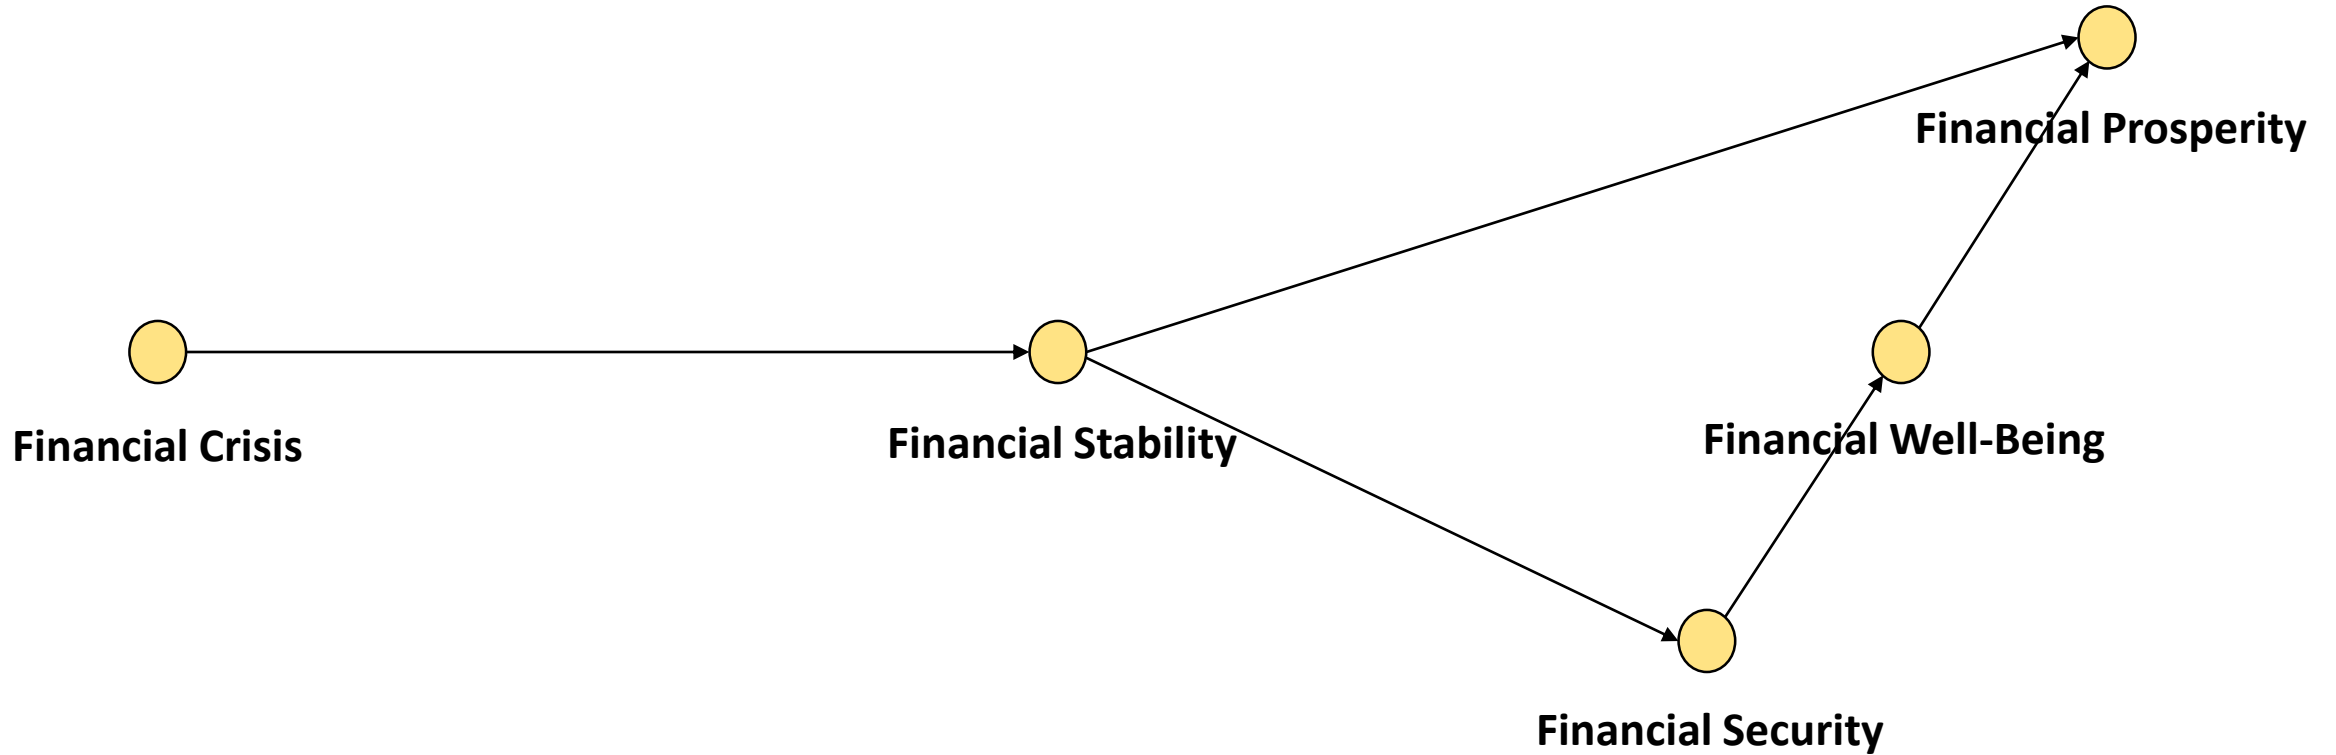 Financial Prosperity
Financial Crisis
Financial Stability
Financial Well-Being
Financial Security